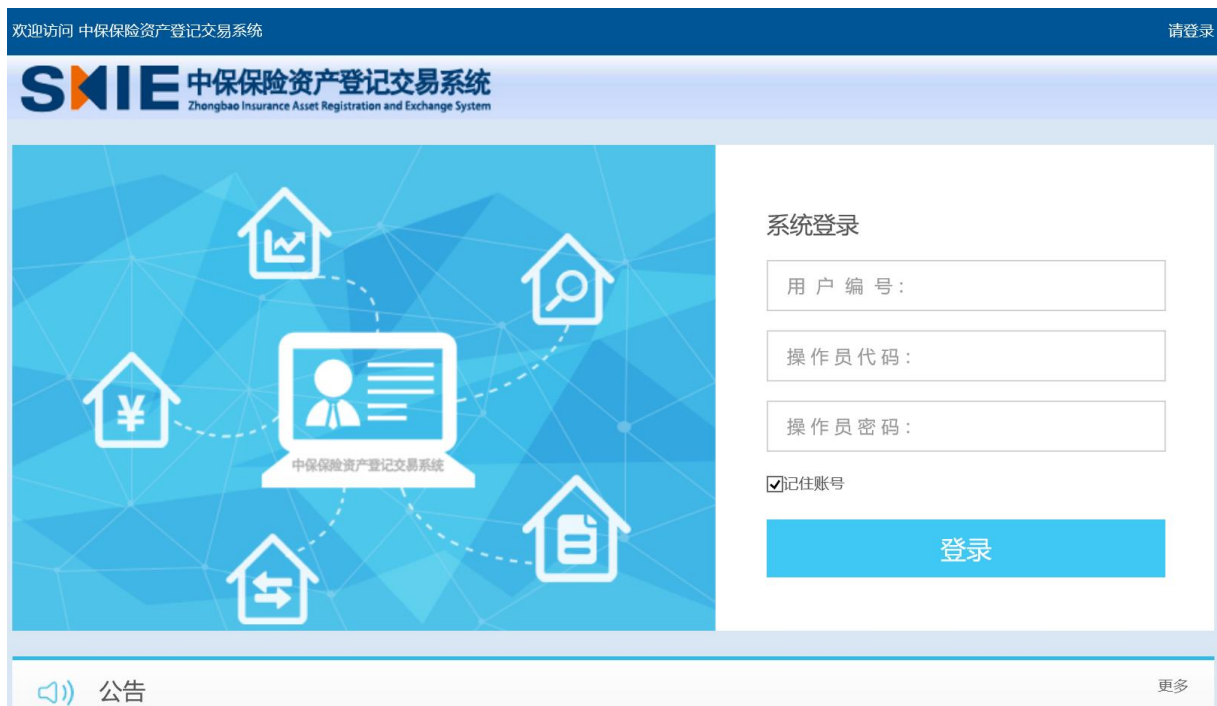 欢迎访问 中保保险资产登记交易系统
请登录
SMIE 中保保险资产登记交易系统
Zhongbao Insurance Asset Registration and Exchange System
系统登录
用 户 编 号 :
操 作 员 代 码 :
操 作 员 密 码 :
记住账号
登录
¥
中保保险资产登记交易系统
公告
更多